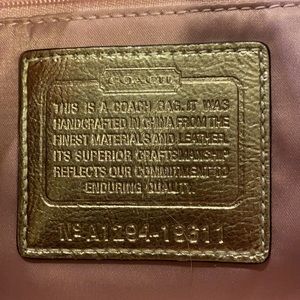 COACH
THIS IS A COACH BAG. IT WAS
HANDCRAFTED IN CHINA FROM THE
FINEST MATERIALS AND LEATHER.
ITS SUPERIOR CRAFTSMANSHIP
REFLECTS OUR COMMITMENT TO
ENDURING QUALITY.
Nº A1294-19611